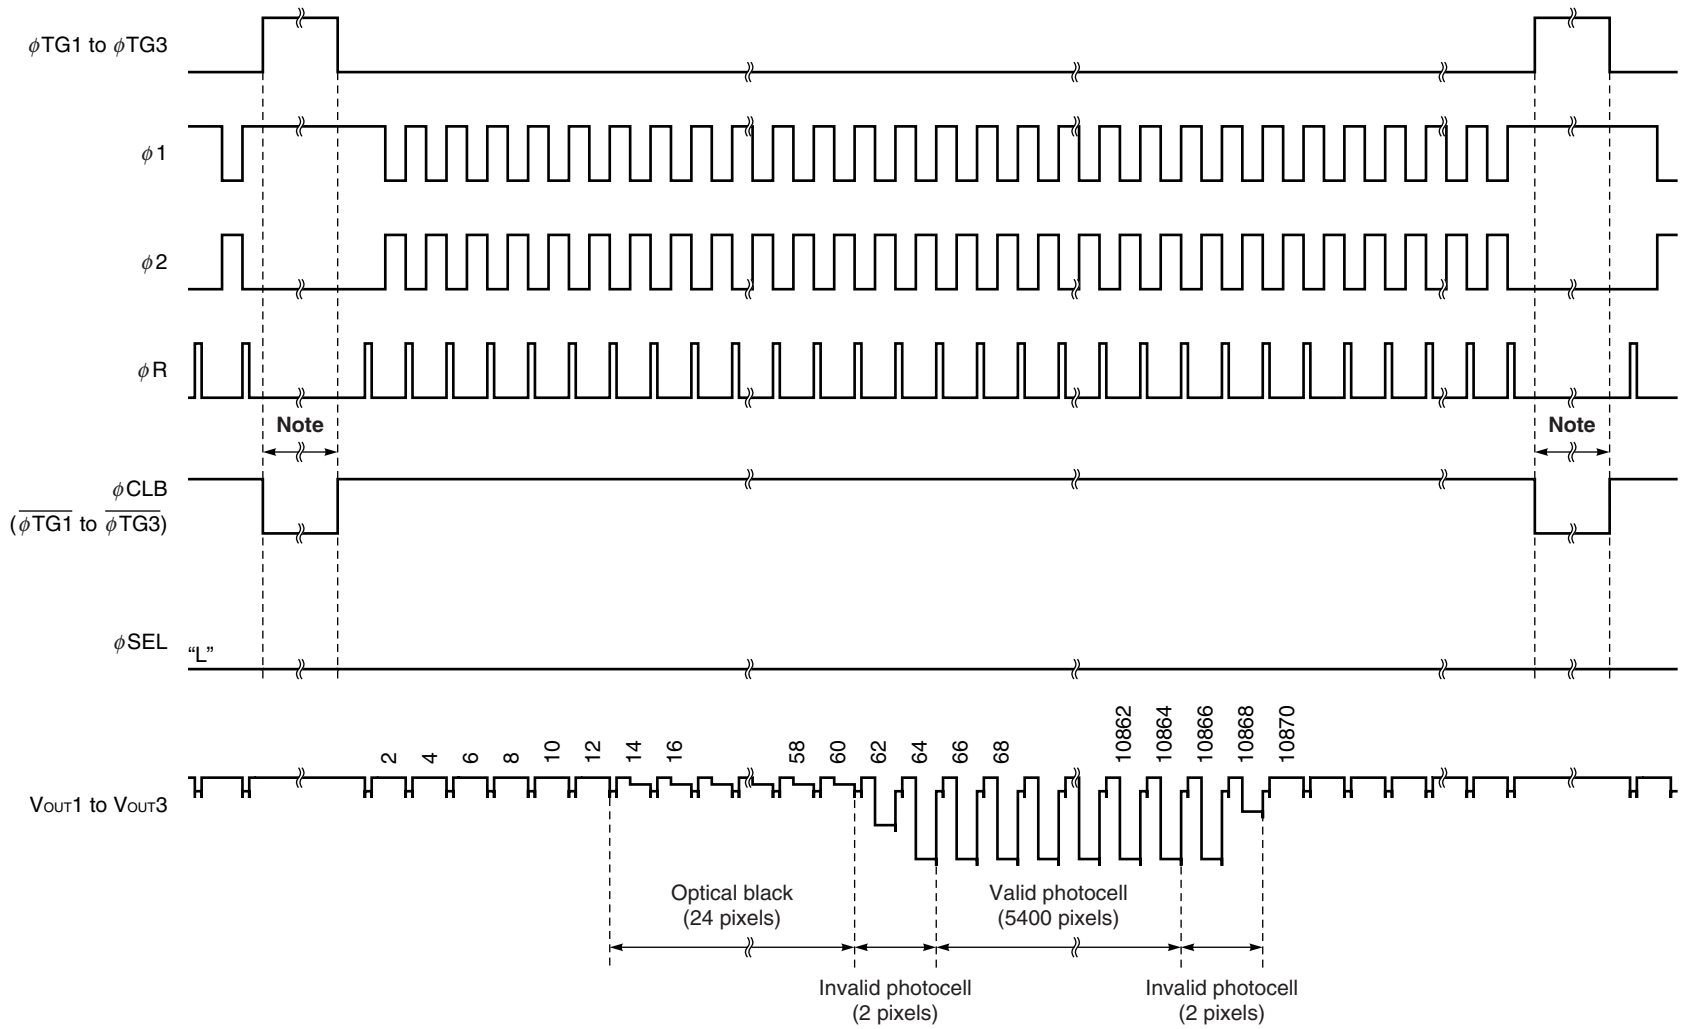 ϕTG1 to ϕTG3
ϕ1
ϕ2
ϕR
Note
Note
ϕCLB
(ϕTG1 to ϕTG3)
ϕSEL
“L”
2 4 6 8 10 12 14 16 58 60 62 64 66 68 10862 10864 10866 10868 10870
VOUT1 to VOUT3
Optical black
(24 pixels)
Valid photocell
(5400 pixels)
Invalid photocell
(2 pixels)
Invalid photocell
(2 pixels)